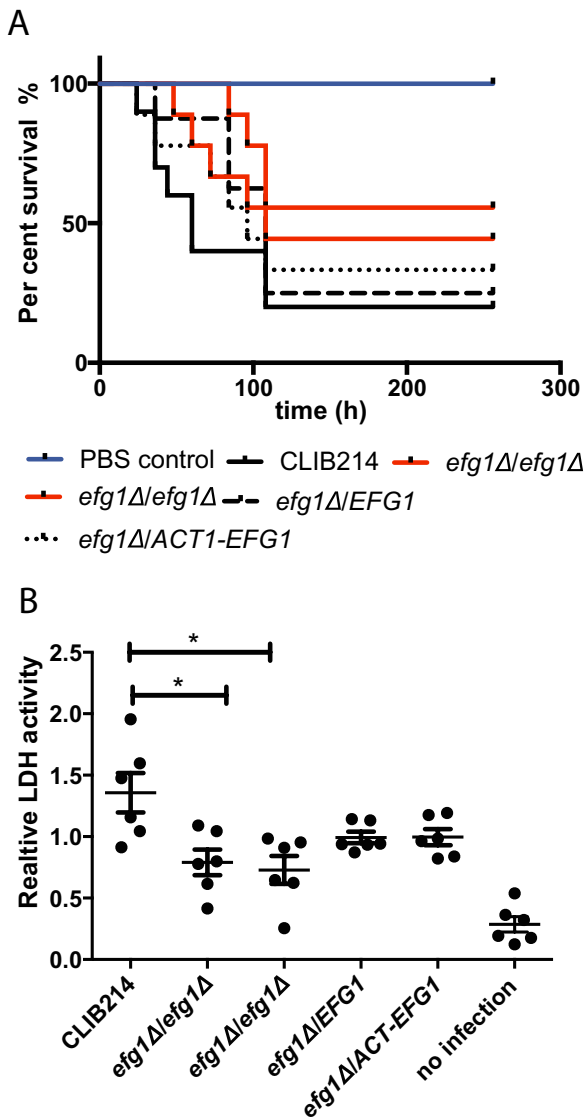 A
Per cent survival %
100
50
0
0 100 200 300
time (h)
PBS control CLIB214 efg1Δ/efg1Δ
efg1Δ/efg1Δ efg1Δ/EFG1
efg1Δ/ACT1-EFG1
B
Realtive LDH activity
2.5
2.0
1.5
1.0
0.5
0.0
* 
*
CLIB214
efg1Δ/efg1Δ
efg1Δ/efg1Δ
efg1Δ/EFG1
efg1Δ/ACT-EFG1
no infection